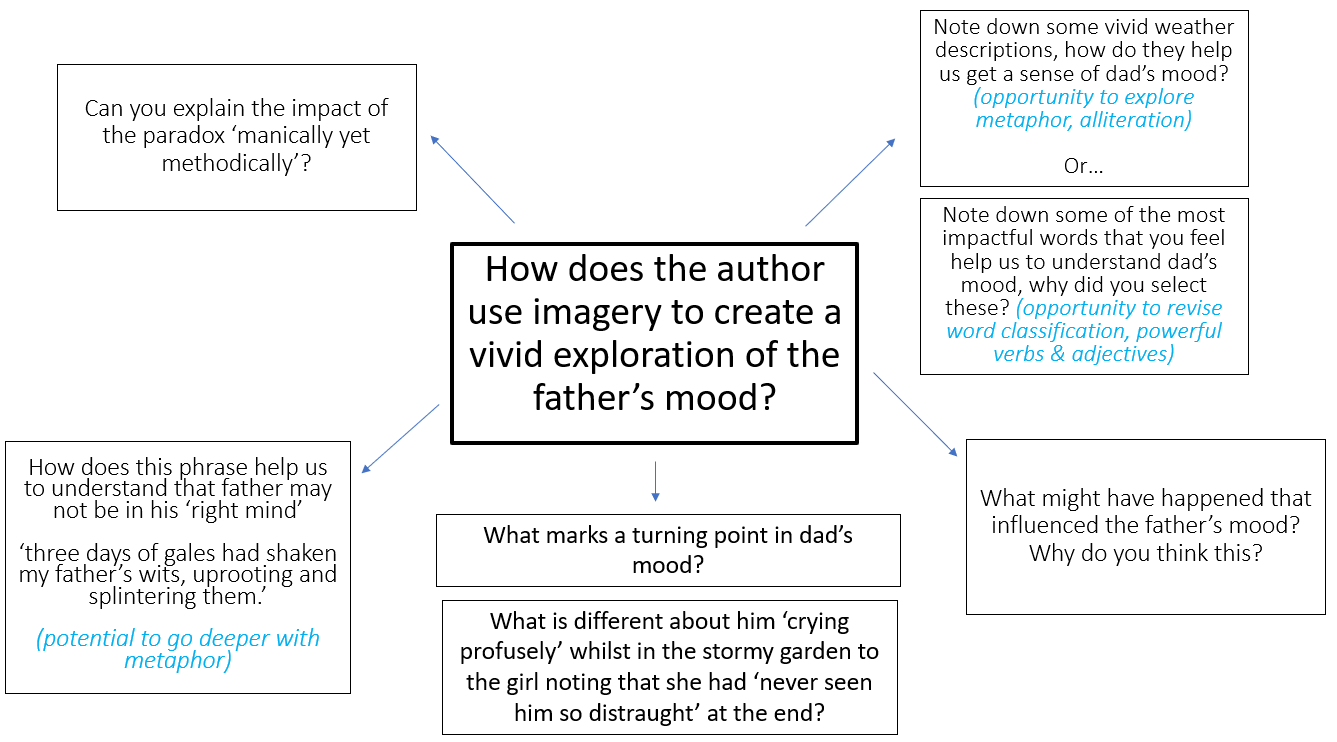 Can you explain the impact of
the paradox ‘manically yet
methodically’?
Note down some vivid weather
descriptions, how do they help
us get a sense of dad’s mood?
(opportunity to explore
metaphor, alliteration)
Or…
Note down some of the most
impactful words that you feel
help us to understand dad’s
mood, why did you select
these? (opportunity to revise
word classification, powerful
verbs & adjectives)
How does the author
use imagery to create a
vivid exploration of the
father’s mood?
How does this phrase help us
to understand that father may
not be in his ‘right mind’
‘three days of gales had shaken
my father’s wits, uprooting and
splintering them.’
(potential to go deeper with
metaphor)
What marks a turning point in dad’s
mood?
What is different about him ‘crying
profusely’ whilst in the stormy garden to
the girl noting that she had ‘never seen
him so distraught’ at the end?
What might have happened that
influenced the father’s mood?
Why do you think this?